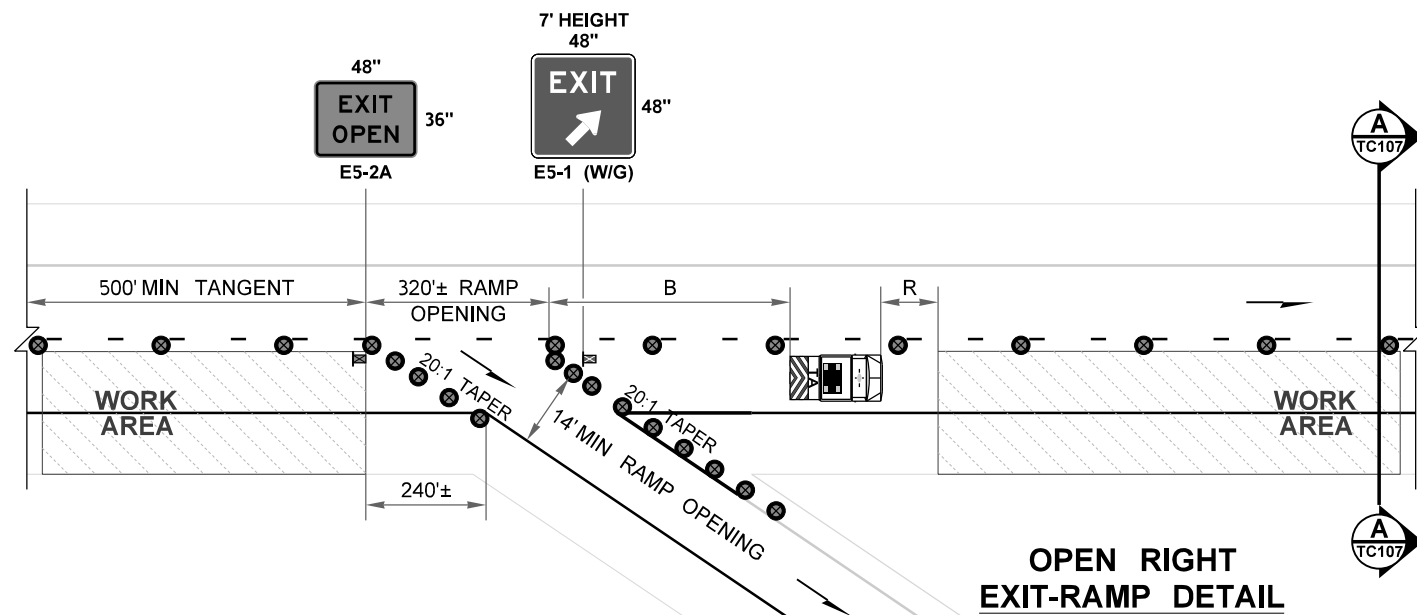 7' HEIGHT
48"
48"
EXIT
OPEN
36"
E5-2A
EXIT
48"
E5-1 (W/G)
A
TC107
500' MIN TANGENT
320'± RAMP
OPENING
B
R
20:1 TAPER
20:1 TAPER
14' MIN RAMP OPENING
WORK
AREA
WORK
AREA
240'±
A
TC107
OPEN RIGHT
EXIT-RAMP DETAIL